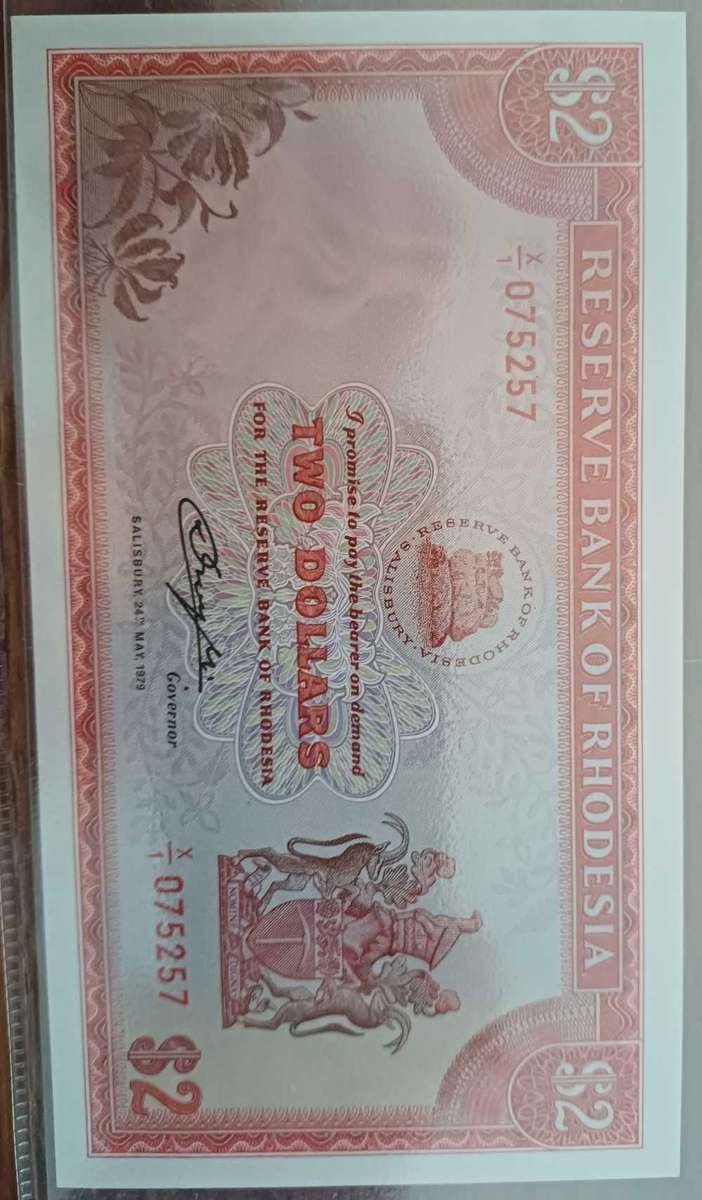 $2
RESERVE BANK OF RHODESIA
$2
X/1 075257
· RESERVE BANK OF RHODESIA ·
SALISBURY
I promise to pay the bearer on demand
TWO DOLLARS
FOR THE RESERVE BANK OF RHODESIA
Governor
SALISBURY, 24TH MAY, 1979
X/1 075257
$2